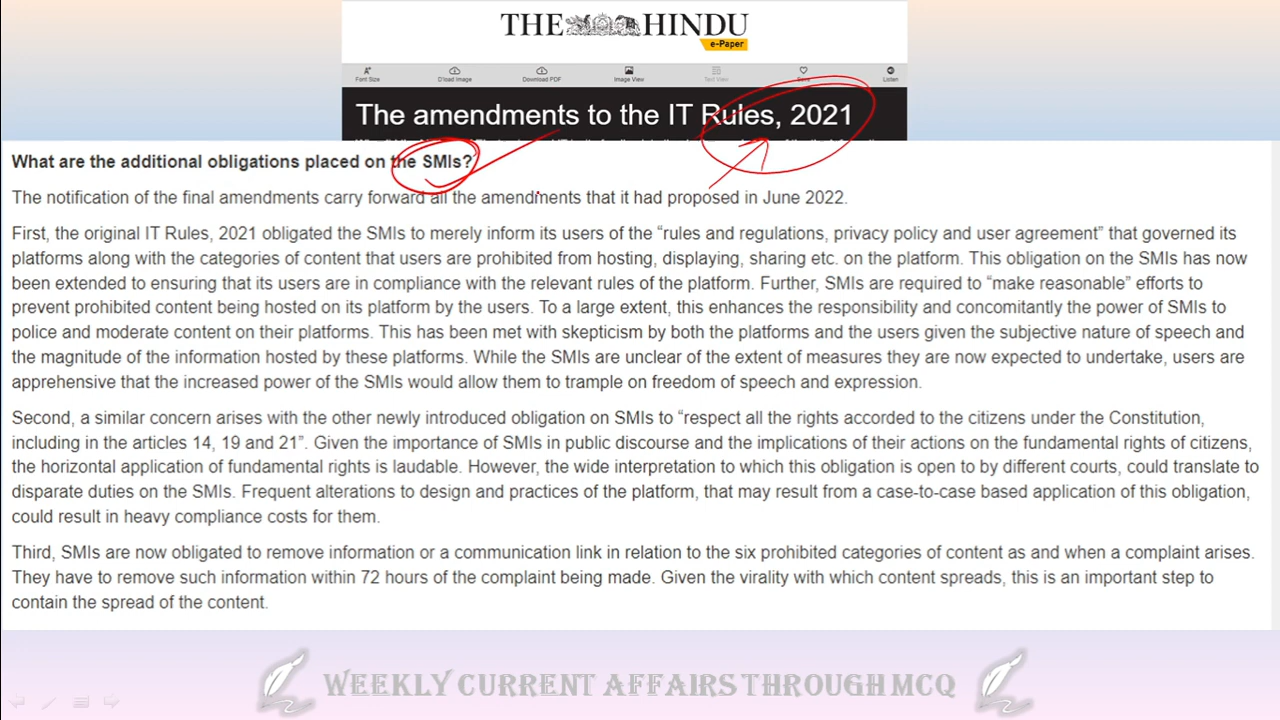 THE HINDU
e-Paper
Font Size D'load Image Download PDF Image View Text View Save Listen
The amendments to the IT Rules, 2021
What are the additional obligations placed on the SMIs?
The notification of the final amendments carry forward all the amendments that it had proposed in June 2022.
First, the original IT Rules, 2021 obligated the SMIs to merely inform its users of the “rules and regulations, privacy policy and user agreement” that governed its
platforms along with the categories of content that users are prohibited from hosting, displaying, sharing etc. on the platform. This obligation on the SMIs has now
been extended to ensuring that its users are in compliance with the relevant rules of the platform. Further, SMIs are required to “make reasonable” efforts to
prevent prohibited content being hosted on its platform by the users. To a large extent, this enhances the responsibility and concomitantly the power of SMIs to
police and moderate content on their platforms. This has been met with skepticism by both the platforms and the users given the subjective nature of speech and
the magnitude of the information hosted by these platforms. While the SMIs are unclear of the extent of measures they are now expected to undertake, users are
apprehensive that the increased power of the SMIs would allow them to trample on freedom of speech and expression.
Second, a similar concern arises with the other newly introduced obligation on SMIs to “respect all the rights accorded to the citizens under the Constitution,
including in the articles 14, 19 and 21”. Given the importance of SMIs in public discourse and the implications of their actions on the fundamental rights of citizens,
the horizontal application of fundamental rights is laudable. However, the wide interpretation to which this obligation is open to by different courts, could translate to
disparate duties on the SMIs. Frequent alterations to design and practices of the platform, that may result from a case-to-case based application of this obligation,
could result in heavy compliance costs for them.
Third, SMIs are now obligated to remove information or a communication link in relation to the six prohibited categories of content as and when a complaint arises.
They have to remove such information within 72 hours of the complaint being made. Given the virality with which content spreads, this is an important step to
contain the spread of the content.
WEEKLY CURRENT AFFAIRS THROUGH MCQ